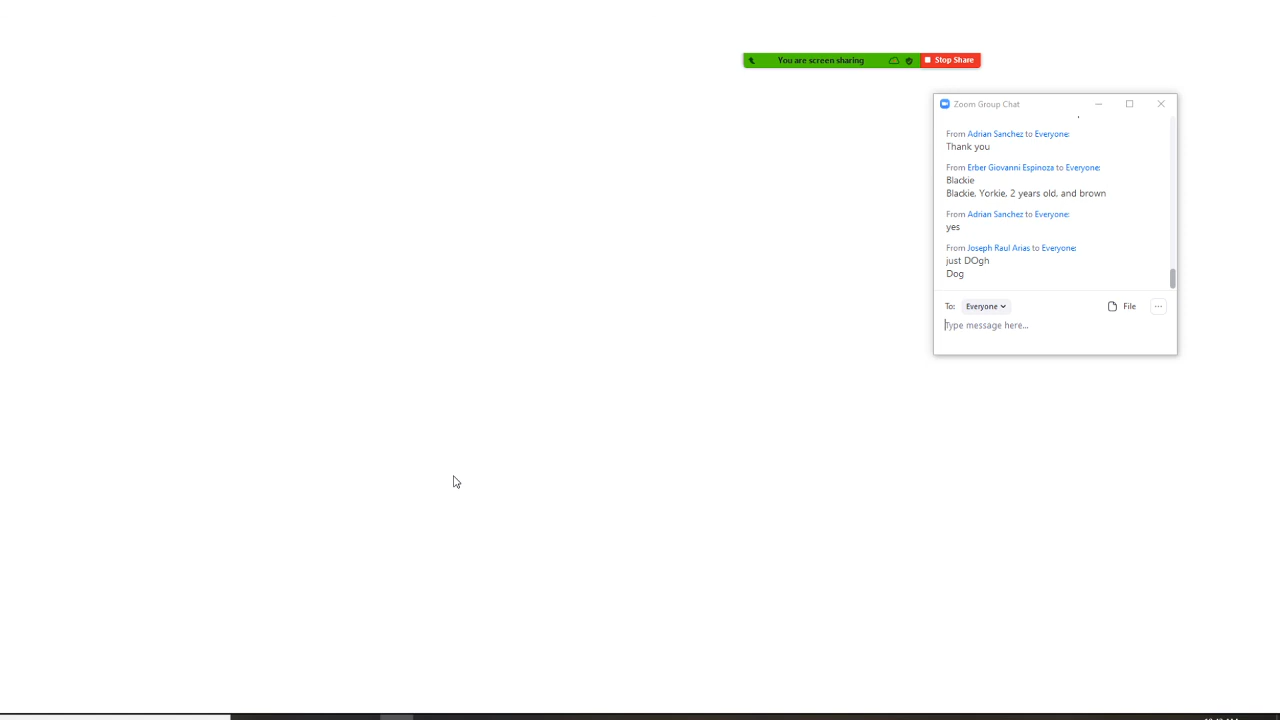 You are screen sharing
Stop Share
Zoom Group Chat
From Adrian Sanchez to Everyone:
Thank you
From Erber Giovanni Espinoza to Everyone:
Blackie
Blackie, Yorkie, 2 years old, and brown
From Adrian Sanchez to Everyone:
yes
From Joseph Raul Arias to Everyone:
just DOgh
Dog
To: Everyone File ...
Type message here...